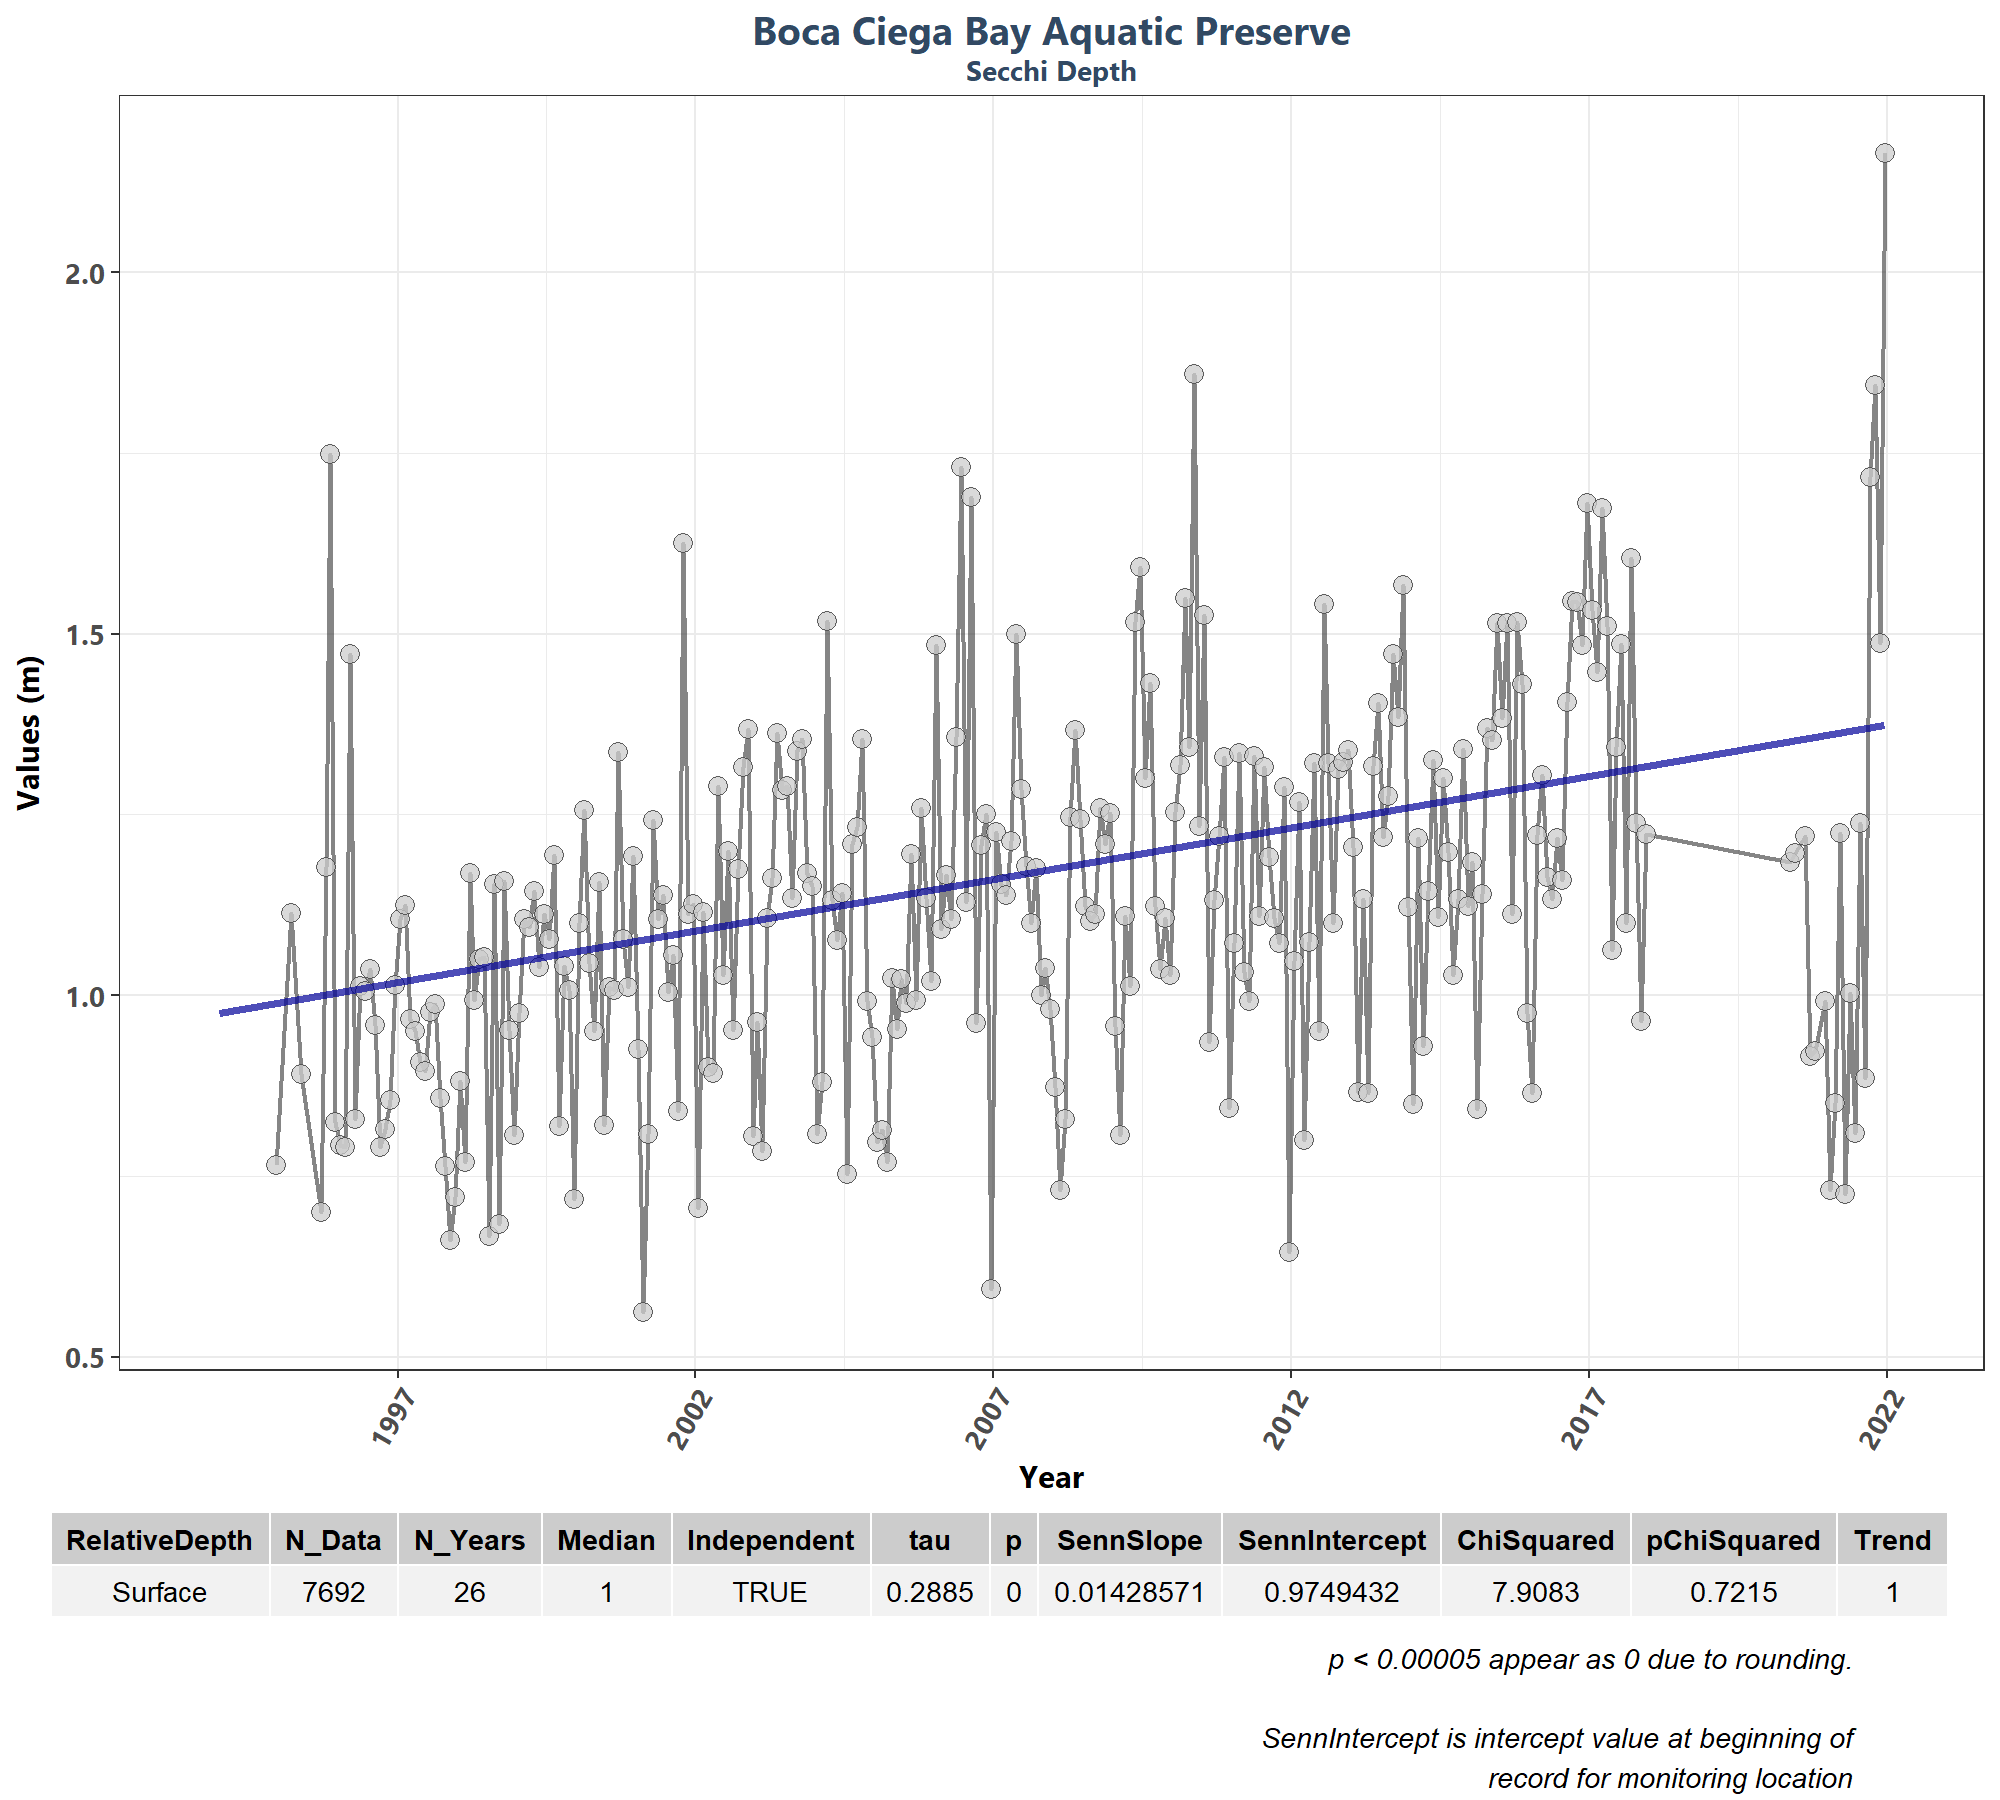 Boca Ciega Bay Aquatic Preserve
Secchi Depth
Values (m)
2.0
1.5
1.0
0.5
1997 2002 2007 2012 2017 2022
Year
RelativeDepth N_Data N_Years Median Independent tau p SennSlope SennIntercept ChiSquared pChiSquared Trend
Surface 7692 26 1 TRUE 0.2885 0 0.01428571 0.9749432 7.9083 0.7215 1
p < 0.00005 appear as 0 due to rounding.
SennIntercept is intercept value at beginning of
record for monitoring location